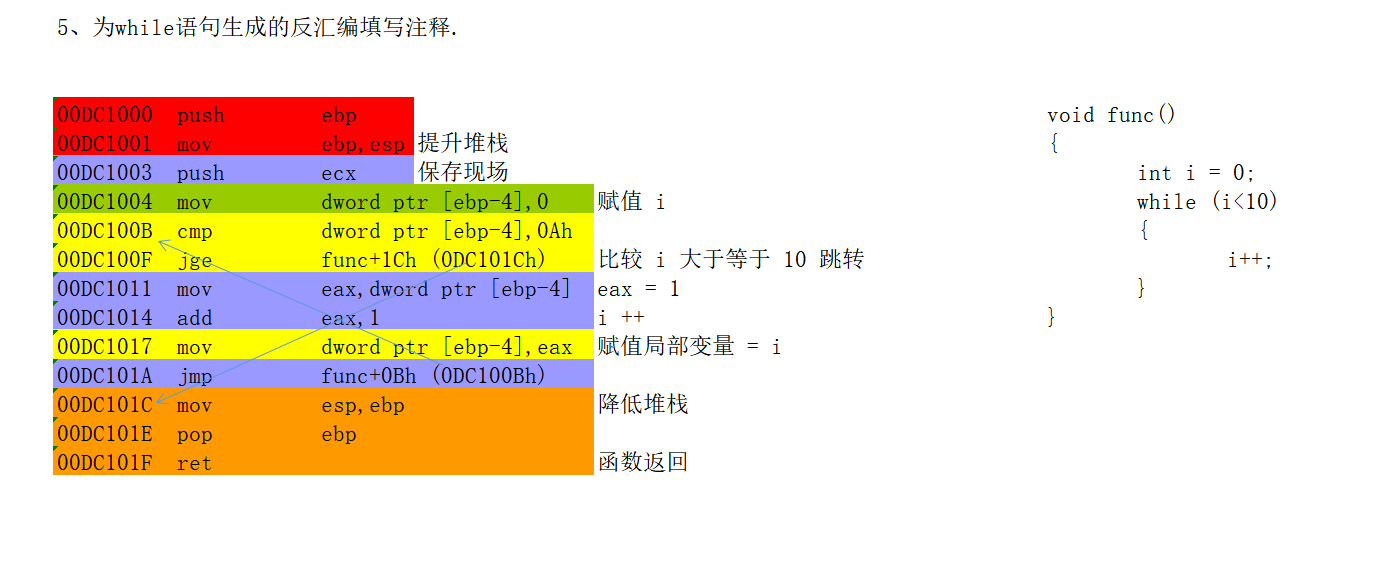 5、为while语句生成的反汇编填写注释.
00DC1000 push ebp void func()
00DC1001 mov ebp,esp 提升堆栈 {
00DC1003 push ecx 保存现场 int i = 0;
00DC1004 mov dword ptr [ebp-4],0 赋值 i while (i<10)
00DC100B cmp dword ptr [ebp-4],0Ah {
00DC100F jge func+1Ch (0DC101Ch) 比较 i 大于等于 10 跳转 i++;
00DC1011 mov eax,dword ptr [ebp-4] eax = 1 }
00DC1014 add eax,1 i ++ }
00DC1017 mov dword ptr [ebp-4],eax 赋值局部变量 = i
00DC101A jmp func+0Bh (0DC100Bh)
00DC101C mov esp,ebp 降低堆栈
00DC101E pop ebp
00DC101F ret 函数返回